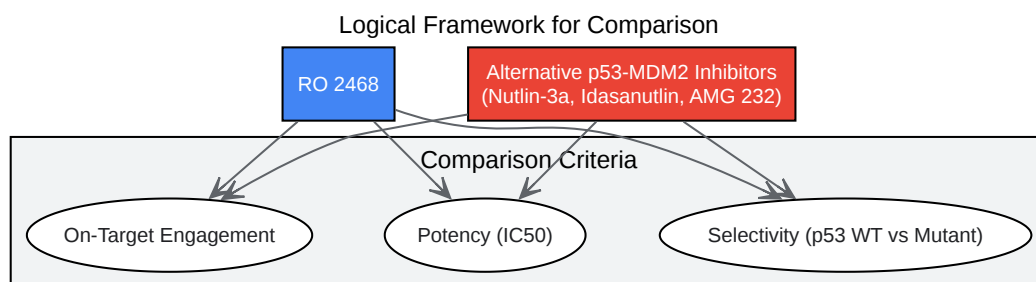 Logical Framework for Comparison
RO 2468
Alternative p53-MDM2 Inhibitors
(Nutlin-3a, Idasanutlin, AMG 232)
Comparison Criteria
On-Target Engagement
Potency (IC50)
Selectivity (p53 WT vs Mutant)